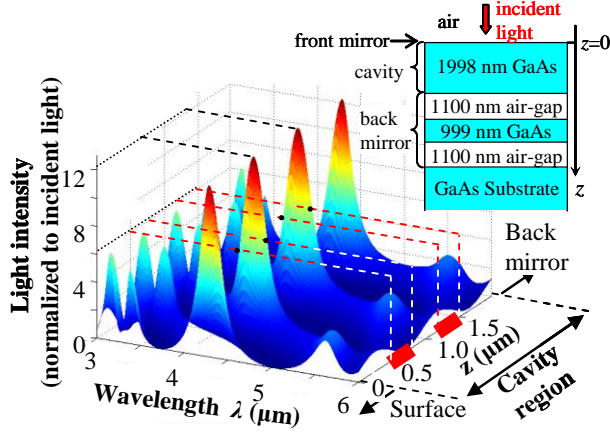 air
incident
light
front mirror
z=0
cavity
1998 nm GaAs
back
mirror
1100 nm air-gap
999 nm GaAs
1100 nm air-gap
GaAs Substrate
z
Light intensity
(normalized to incident light)
12
8
4
0
3
4
5
6
Wavelength λ (μm)
0
0.5
1.0
1.5
z (μm)
Back
mirror
Cavity
region
Surface